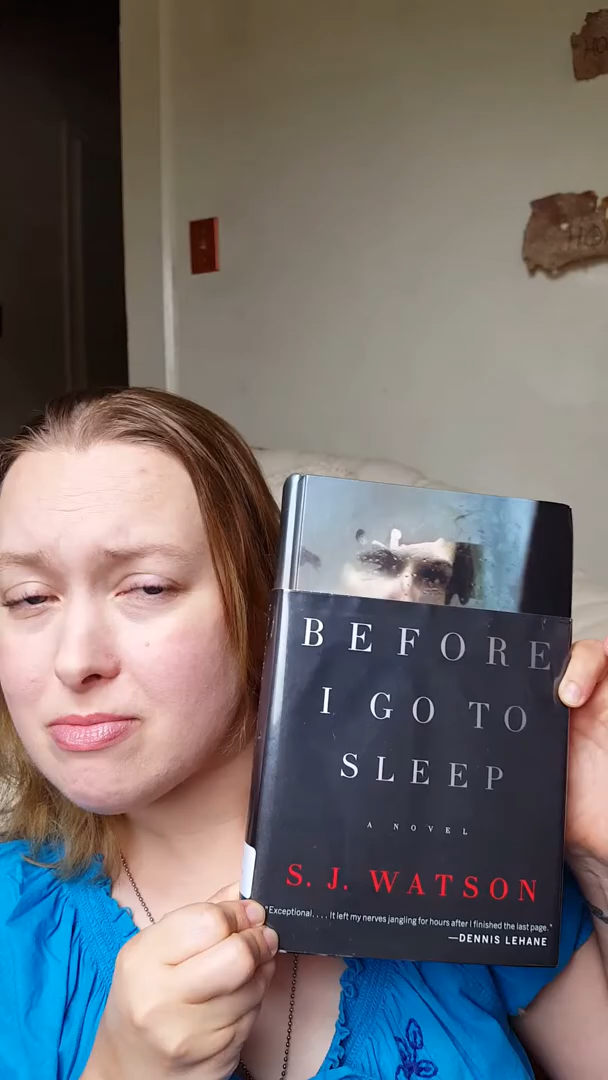 BEFORE
I GO TO
SLEEP
A NOVEL
S. J. WATSON
"Exceptional. . . . It left my nerves jangling for hours after I finished the last page."
—DENNIS LEHANE